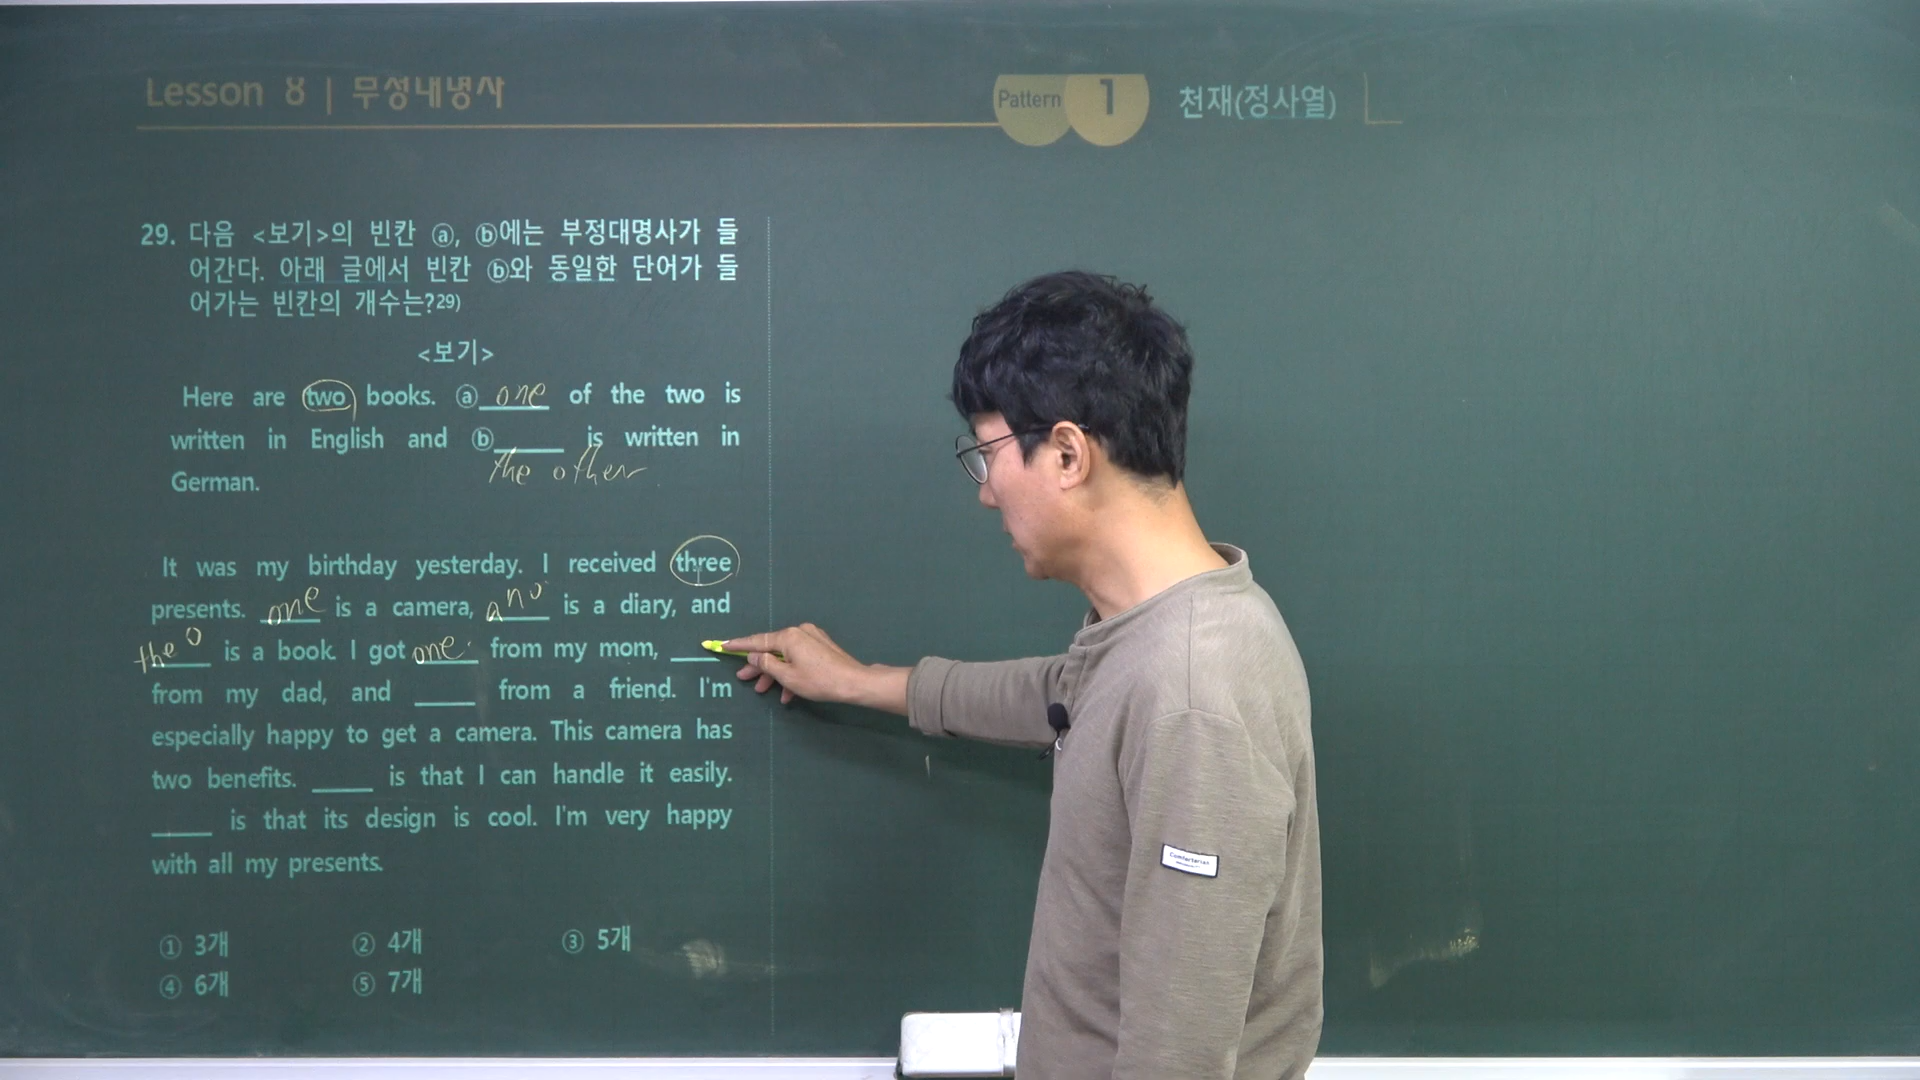 Lesson 8 | 부정대명사
Pattern 1 천재(정사열)
29. 다음 <보기>의 빈칸 ⓐ, ⓑ에는 부정대명사가 들
어간다. 아래 글에서 빈칸 ⓑ와 동일한 단어가 들
어가는 빈칸의 개수는?29)
<보기>
Here are two books. ⓐ one of the two is
written in English and ⓑ____ is written in
the other
German.
It was my birthday yesterday. I received three
presents. one is a camera, ano is a diary, and
the o is a book. I got one from my mom, ____
from my dad, and ____ from a friend. I'm
especially happy to get a camera. This camera has
two benefits. ____ is that I can handle it easily.
____ is that its design is cool. I'm very happy
with all my presents.
① 3개 ② 4개 ③ 5개
④ 6개 ⑤ 7개